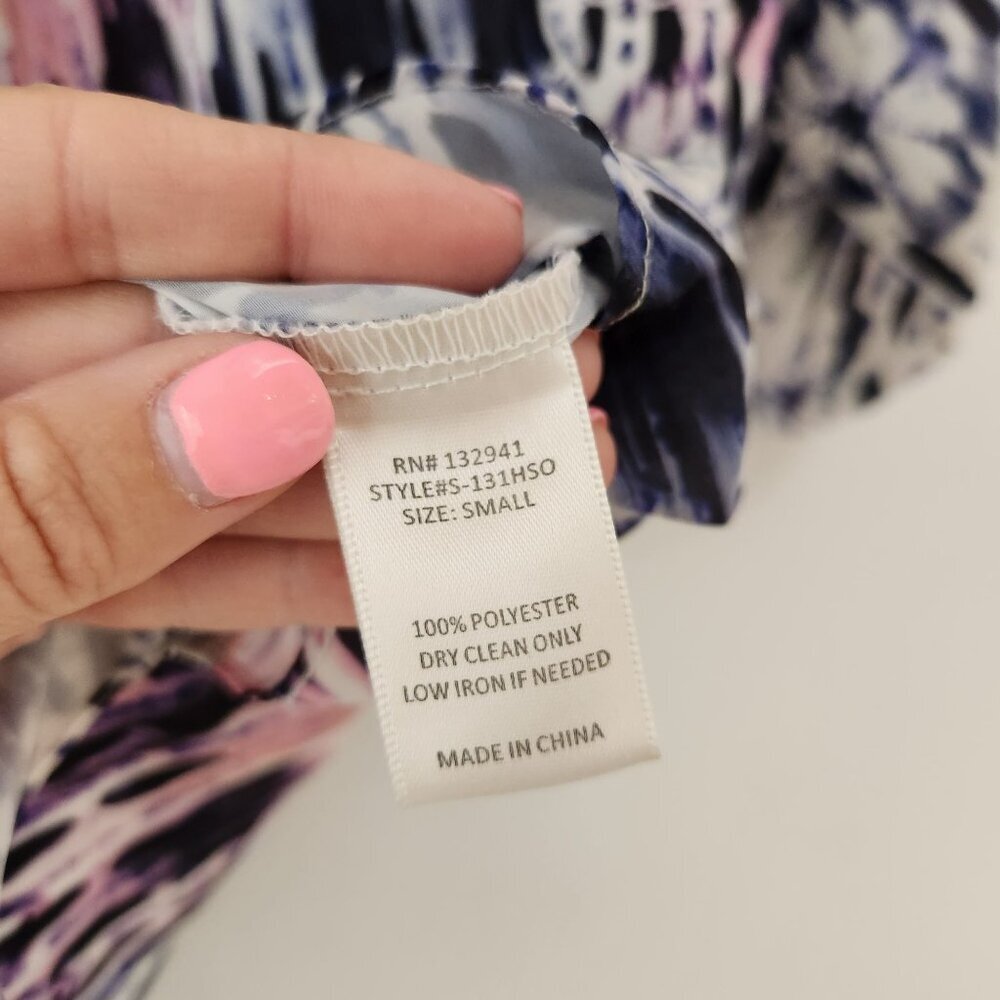 RN# 132941
STYLE#S-131HSO
SIZE: SMALL
100% POLYESTER
DRY CLEAN ONLY
LOW IRON IF NEEDED
MADE IN CHINA